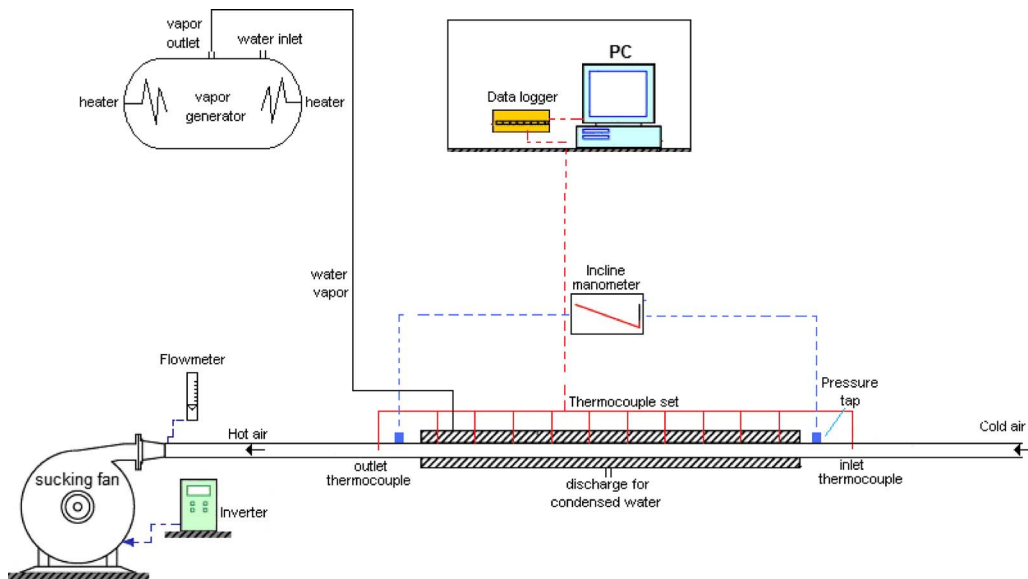 vapor
outlet
water inlet
heater
vapor
generator
heater
PC
Data logger
water
vapor
Incline
manometer
Flowmeter
Pressure
tap
Thermocouple set
Hot air
Cold air
outlet
thermocouple
inlet
thermocouple
discharge for
condensed water
sucking fan
Inverter